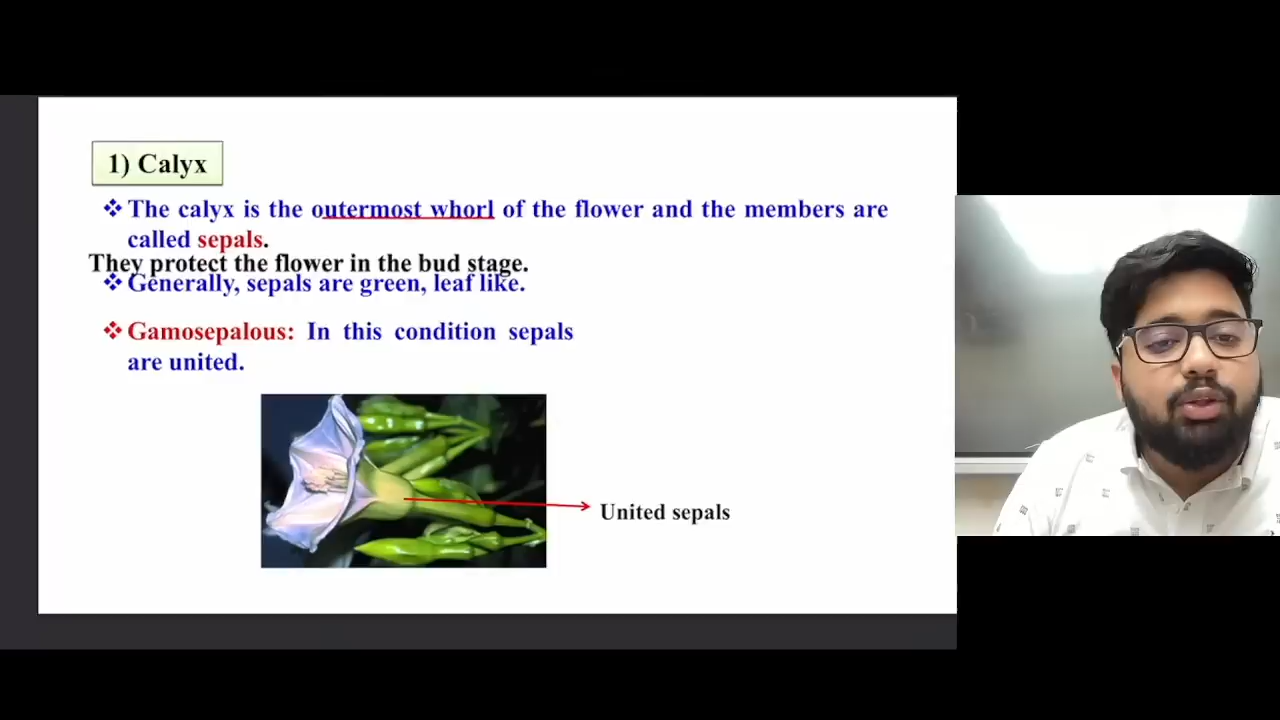 1) Calyx
❖ The calyx is the outermost whorl of the flower and the members are
called sepals.
They protect the flower in the bud stage.
❖ Generally, sepals are green, leaf like.
❖ Gamosepalous: In this condition sepals
are united.
United sepals